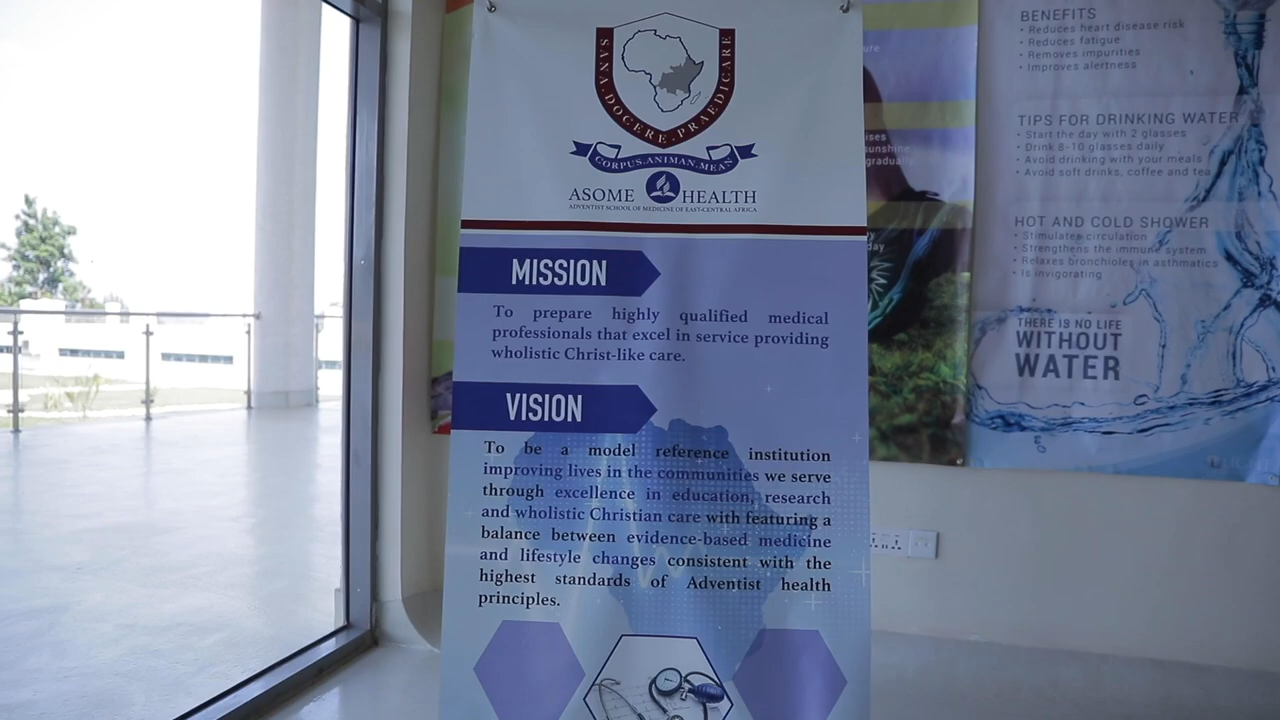 SANA·DOCERE·PRAEDICARE
CORPUS.ANIMAN.MEAN
ASOME HEALTH
ADVENTIST SCHOOL OF MEDICINE OF EAST-CENTRAL AFRICA
MISSION
To prepare highly qualified medical
professionals that excel in service providing
wholistic Christ-like care.
VISION
To be a model reference institution
improving lives in the communities we serve
through excellence in education, research
and wholistic Christian care with featuring a
balance between evidence-based medicine
and lifestyle changes consistent with the
highest standards of Adventist health
principles.
gradually
day
BENEFITS
• Reduces heart disease risk
• Reduces fatigue
• Removes impurities
• Improves alertness
TIPS FOR DRINKING WATER
• Start the day with 2 glasses
• Drink 8-10 glasses daily
• Avoid drinking with your meals
• Avoid soft drinks, coffee and tea
HOT AND COLD SHOWER
• Stimulates circulation
• Strengthens the immune system
• Relaxes bronchioles in asthmatics
• Is invigorating
THERE IS NO LIFE
WITHOUT
WATER